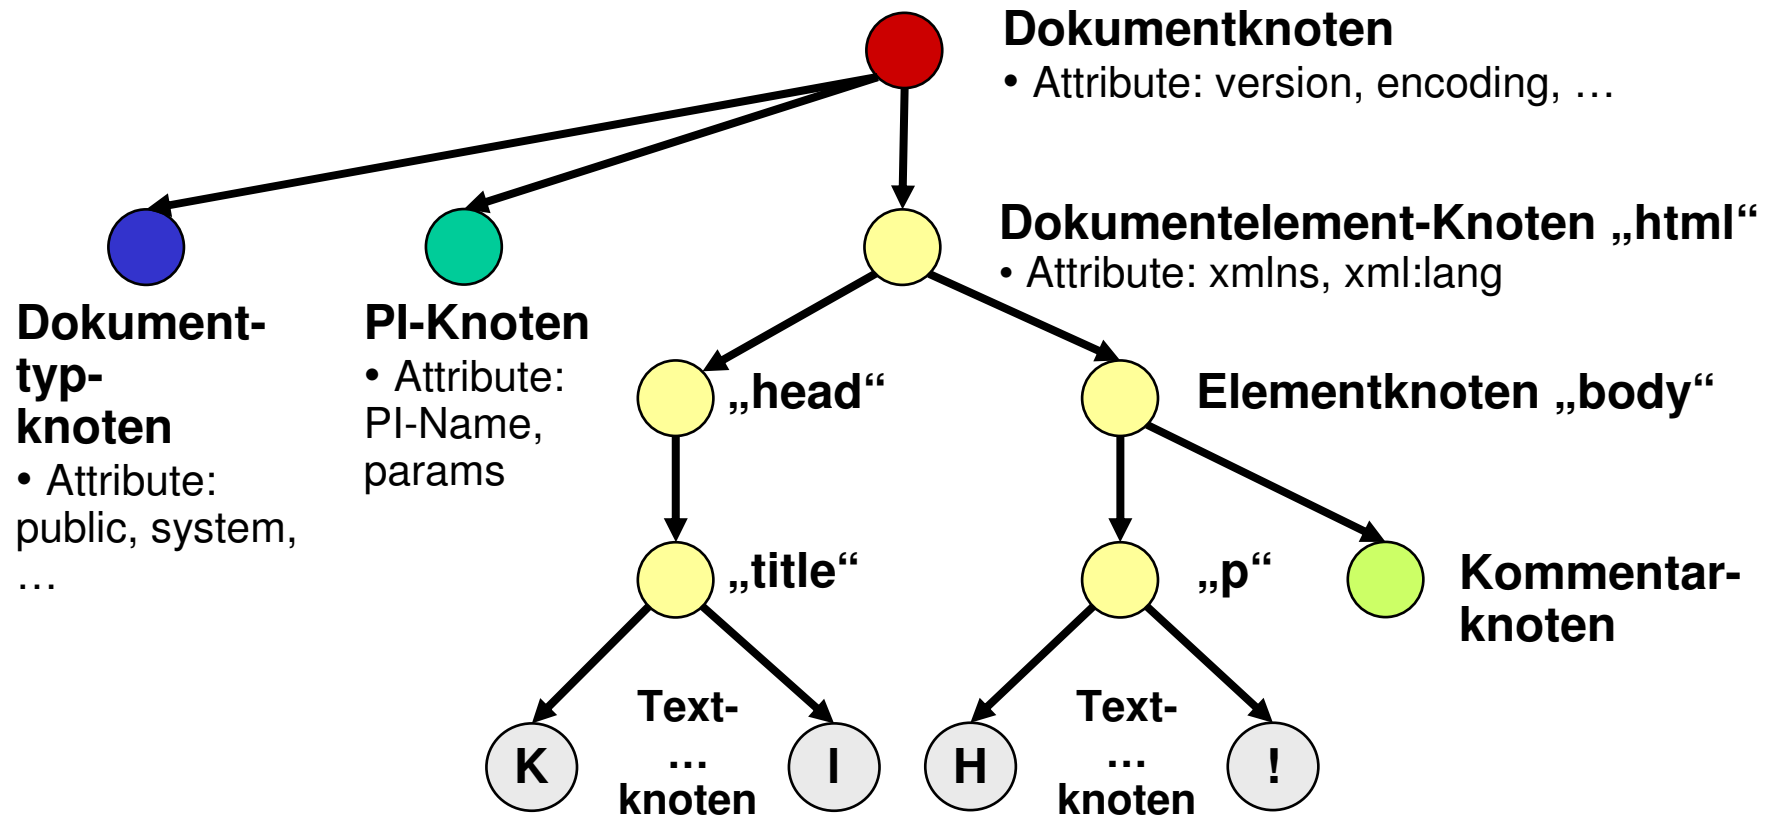 Dokumentknoten
• Attribute: version, encoding, …
Dokumentelement-Knoten „html“
• Attribute: xmlns, xml:lang
Dokument-
typ-
knoten
• Attribute:
public, system,
…
PI-Knoten
• Attribute:
PI-Name,
params
„head“
Elementknoten „body“
„title“
„p“
Kommentar-
knoten
K
Text-
…
knoten
l
H
Text-
…
knoten
!